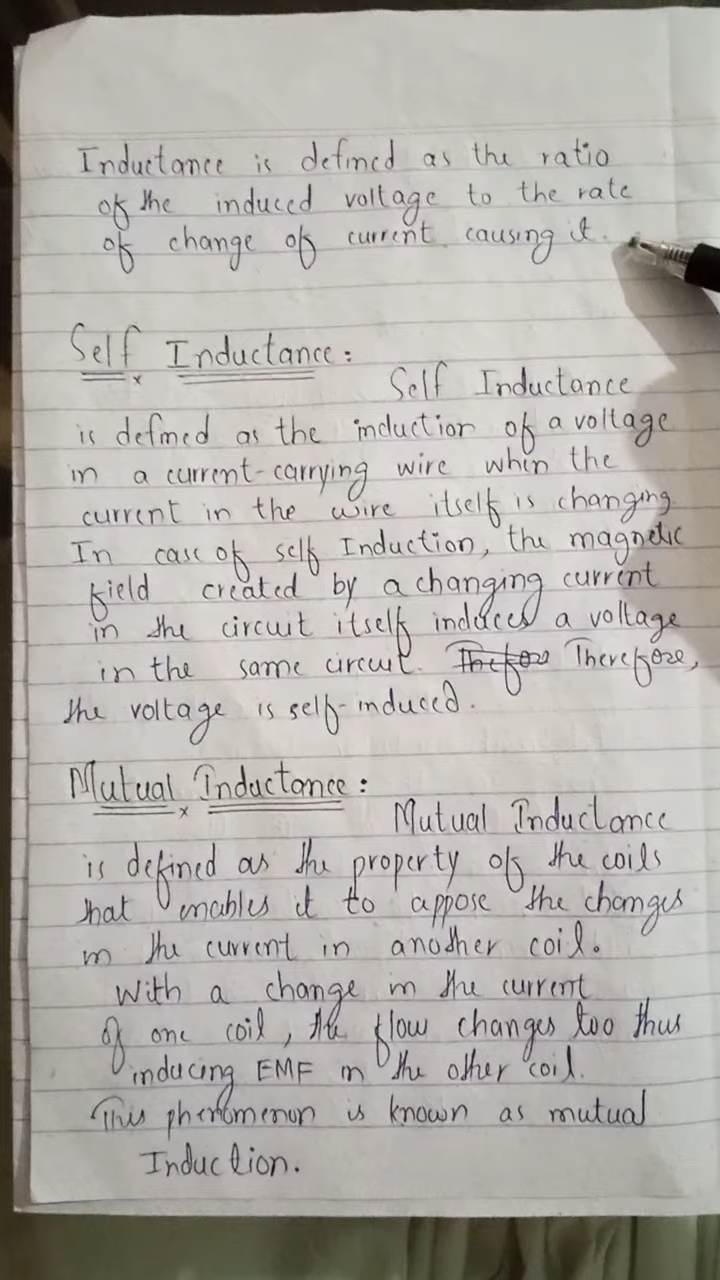 Inductance is defined as the ratio
of the induced voltage to the rate
of change of current causing it.
Self Inductance:
Self Inductance
is defined as the induction of a voltage
in a current-carrying wire when the
current in the wire itself is changing.
In case of self Induction, the magnetic
field created by a changing current
in the circuit itself induces a voltage
in the same circuit. Therefore,
the voltage is self-induced.
Mutual Inductance:
Mutual Inductance
is defined as the property of the coils
that enables it to appose the changes
in the current in another coil.
With a change in the current
of one coil, the flow changes too thus
inducing EMF in the other coil.
This phenomenon is known as mutual
Induction.